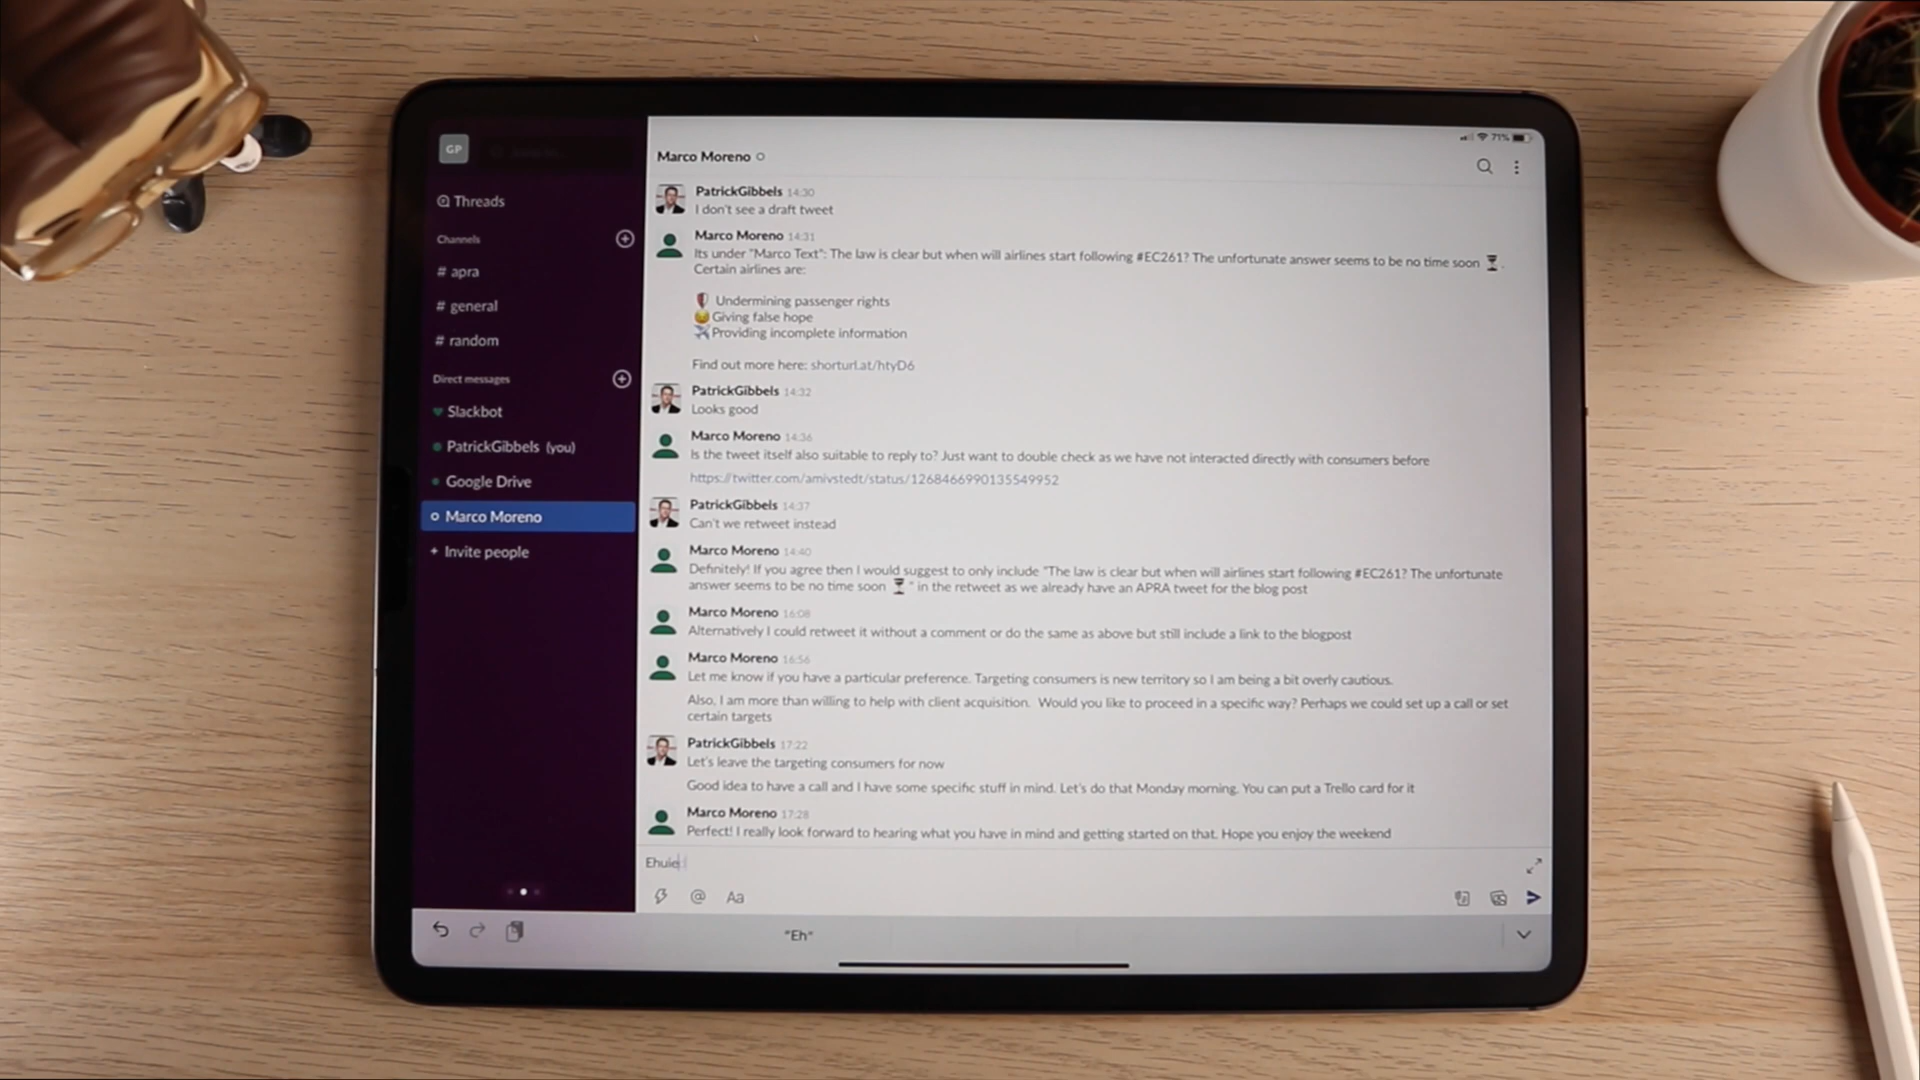 GP
Threads
Channels
# apra
# general
# random
Direct messages
Slackbot
PatrickGibbels (you)
Google Drive
Marco Moreno
+ Invite people
71%
Marco Moreno
PatrickGibbels 14:30
I don't see a draft tweet
Marco Moreno 14:31
Its under "Marco Text": The law is clear but when will airlines start following #EC261? The unfortunate answer seems to be no time soon ⏳.
Certain airlines are:
Undermining passenger rights
Giving false hope
Providing incomplete information
Find out more here: shorturl.at/htyD6
PatrickGibbels 14:32
Looks good
Marco Moreno 14:36
Is the tweet itself also suitable to reply to? Just want to double check as we have not interacted directly with consumers before
https://twitter.com/amivstedt/status/1268466990135549952
PatrickGibbels 14:37
Can't we retweet instead
Marco Moreno 14:40
Definitely! If you agree then I would suggest to only include "The law is clear but when will airlines start following #EC261? The unfortunate
answer seems to be no time soon ⏳ " in the retweet as we already have an APRA tweet for the blog post
Marco Moreno 16:08
Alternatively I could retweet it without a comment or do the same as above but still include a link to the blogpost
Marco Moreno 16:56
Let me know if you have a particular preference. Targeting consumers is new territory so I am being a bit overly cautious.
Also, I am more than willing to help with client acquisition. Would you like to proceed in a specific way? Perhaps we could set up a call or set
certain targets
PatrickGibbels 17:22
Let's leave the targeting consumers for now
Good idea to have a call and I have some specific stuff in mind. Let's do that Monday morning. You can put a Trello card for it
Marco Moreno 17:28
Perfect! I really look forward to hearing what you have in mind and getting started on that. Hope you enjoy the weekend
Ehuie
@ Aa
"Eh"